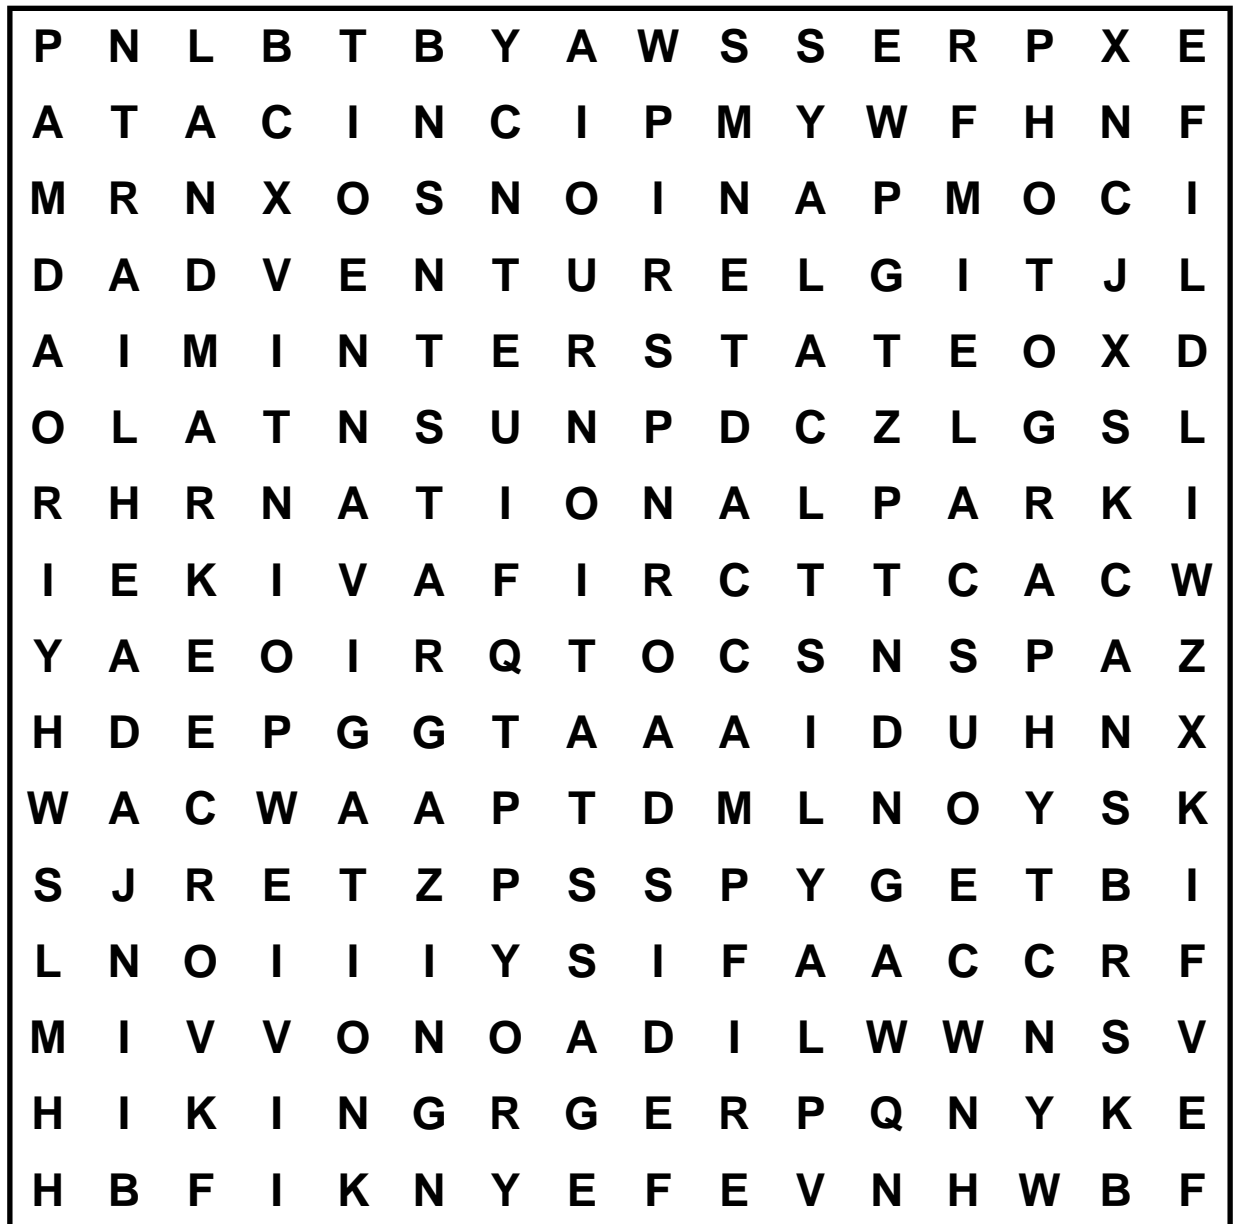 P N L B T B Y A W S S E R P X E
A T A C I N C I P M Y W F H N F
M R N X O S N O I N A P M O C I
D A D V E N T U R E L G I T J L
A I M I N T E R S T A T E O X D
O L A T N S U N P D C Z L G S L
R H R N A T I O N A L P A R K I
I E K I V A F I R C T T C A C W
Y A E O I R Q T O C S N S P A Z
H D E P G G T A A A I D U H N X
W A C W A A P T D M L N O Y S K
S J R E T Z P S S P Y G E T B I
L N O I I I Y S I F A A C C R F
M I V V O N O A D I L W W N S V
H I K I N G R G E R P Q N Y K E
H B F I K N Y E F E V N H W B F